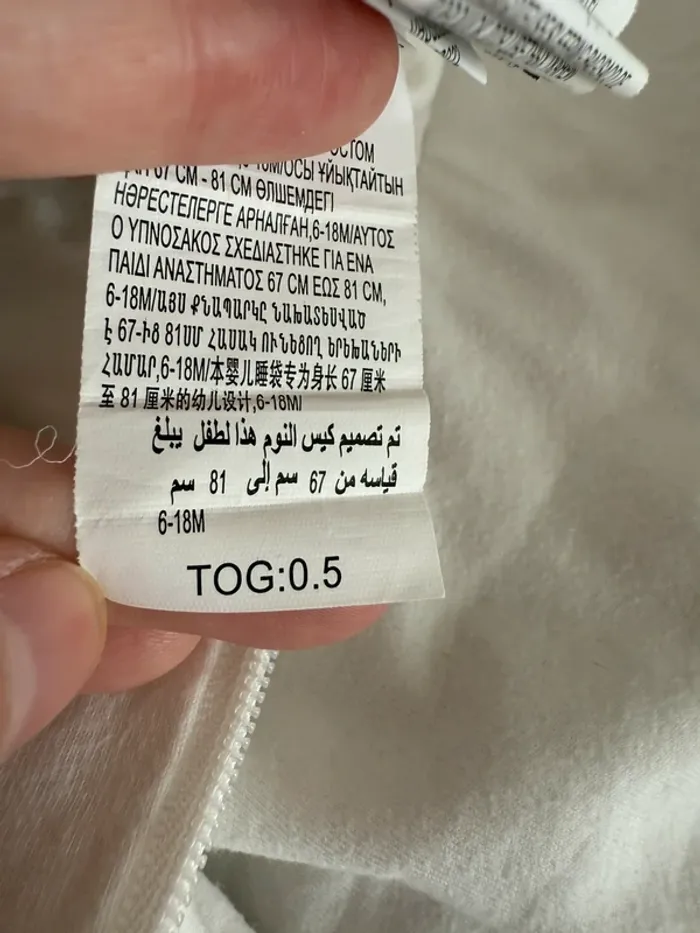 67 СМ - 81 СМ ӨЛШЕМДЕГІ
НӘРЕСТЕЛЕРГЕ АРНАЛҒАН,6-18M/ΑΥΤΟΣ
Ο ΥΠΝΟΣΑΚΟΣ ΣΧΕΔΙΑΣΤΗΚΕ ΓΙΑ ΕΝΑ
ΠΑΙΔΙ ΑΝΑΣΤΗΜΑΤΟΣ 67 CM ΕΩΣ 81 CM,
6-18M/ԱՅՍ ՔՆԱՊԱՐԿԸ ՆԱԽԱՏԵՍՎԱԾ
Է 67-ԻՑ 81ՍՄ ՀԱՍԱԿ ՈՒՆԵՑՈՂ ԵՐԵԽԱՆԵՐԻ
ՀԱՄԱՐ,6-18M/本婴儿睡袋专为身长 67 厘米
至 81 厘米的幼儿设计,6-18M/
تم تصميم كيس النوم هذا لطفل يبلغ
قياسه من 67 سم إلى 81 سم
6-18M
TOG:0.5